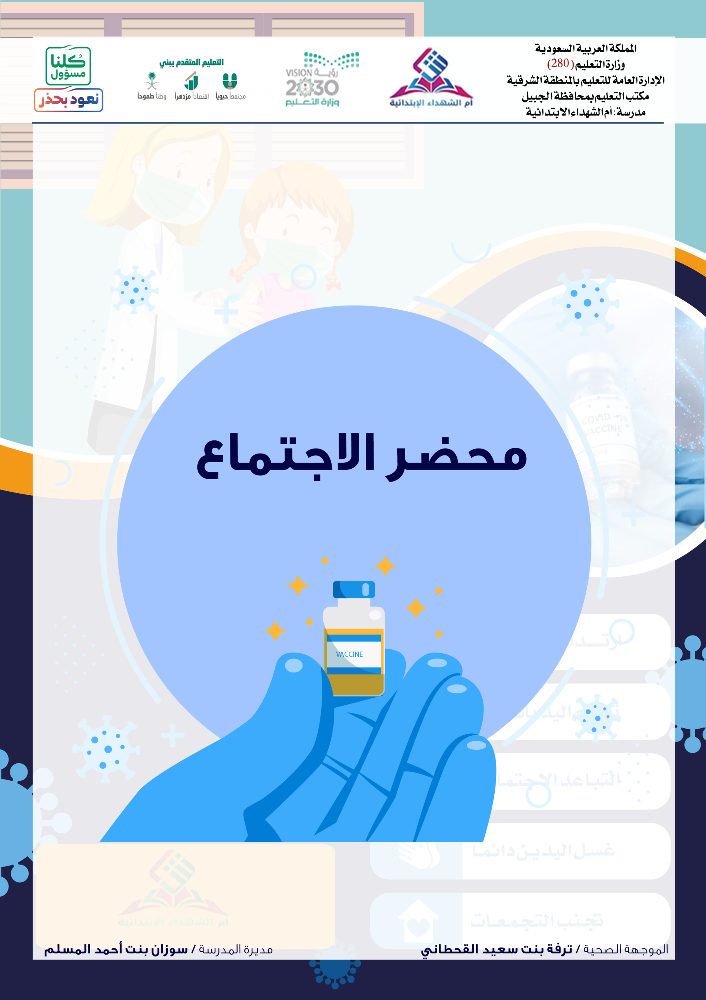 المملكة العربية السعودية
وزارة التعليم (280)
الإدارة العامة للتعليم بالمنطقة الشرقية
مكتب التعليم بمحافظة الجبيل
مدرسة : أم الشهداء الابتدائية
أم الشهداء الإبتدائية
VISION رؤيــة
2030
وزارة التعـــليم
التعليم المتقدم يبني
مجتمعاً حيوياً اقتصاداً مزدهراً وطناً طموحاً
كلنا
مسؤول
نعود بحذر
COVID - 19
VACCINE
محضر الاجتماع
VACCINE
التباعد الاجتما
غسل اليدين دائما
تجنب التجمعات
أم الشهداء الإبتدائية
الموجهة الصحية / ترفة بنت سعيد القحطاني
مديرة المدرسة / سوزان بنت أحمد المسلم